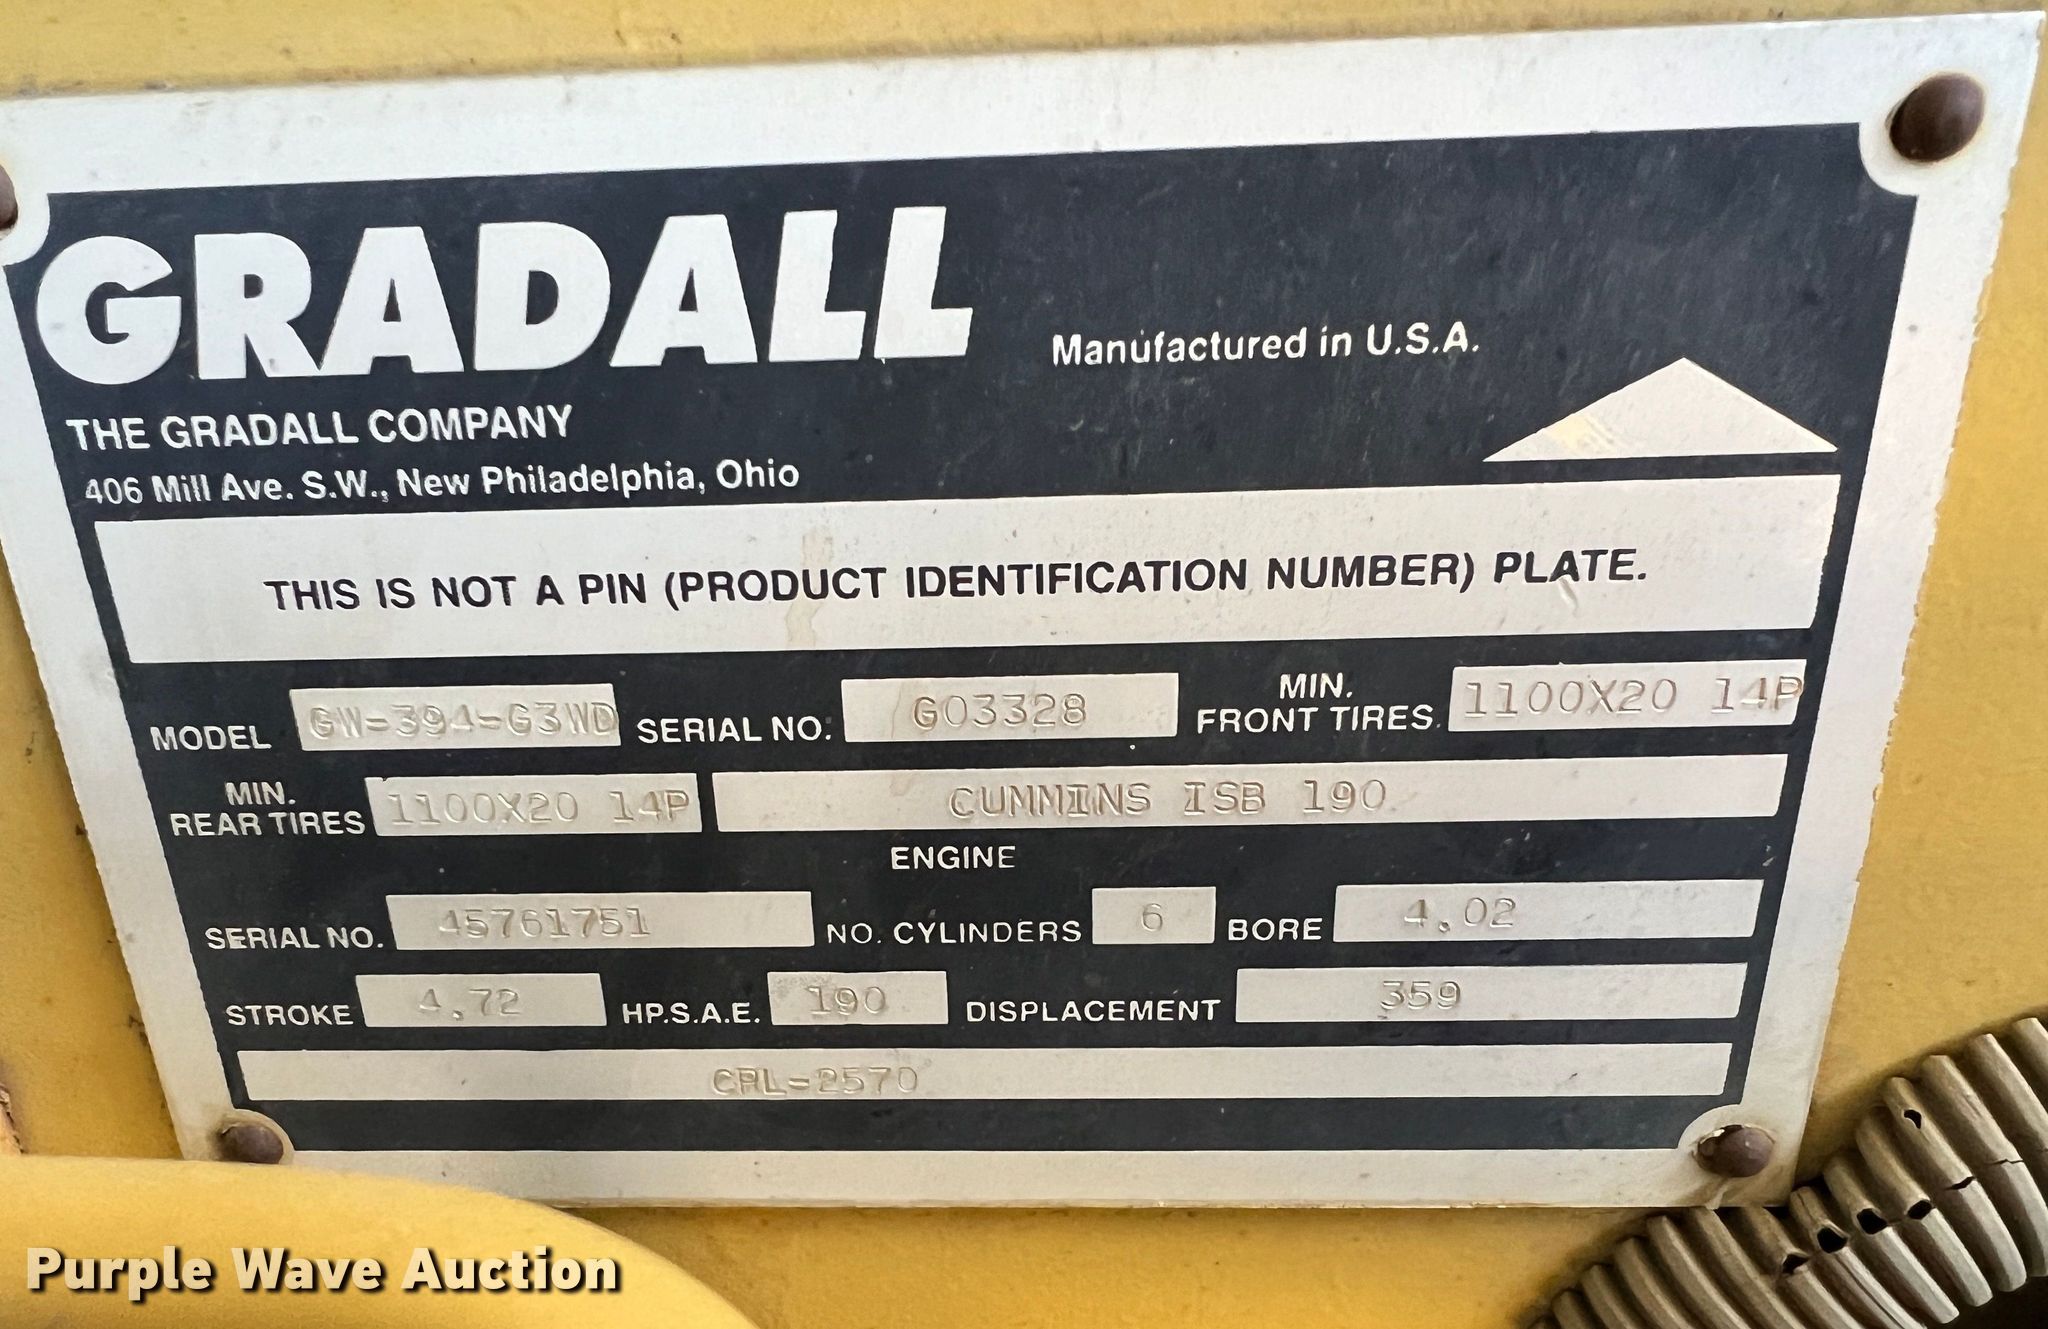 GRADALL
Manufactured in U.S.A.
THE GRADALL COMPANY
406 Mill Ave. S.W., New Philadelphia, Ohio
THIS IS NOT A PIN (PRODUCT IDENTIFICATION NUMBER) PLATE.
MODEL GW-394-G3WD SERIAL NO. G03328 MIN. FRONT TIRES 1100X20 14P
MIN. REAR TIRES 1100X20 14P CUMMINS ISB 190
ENGINE
SERIAL NO. 45761751 NO. CYLINDERS 6 BORE 4.02
STROKE 4.72 HP.S.A.E. 190 DISPLACEMENT 359
CPL-2570
Purple Wave Auction